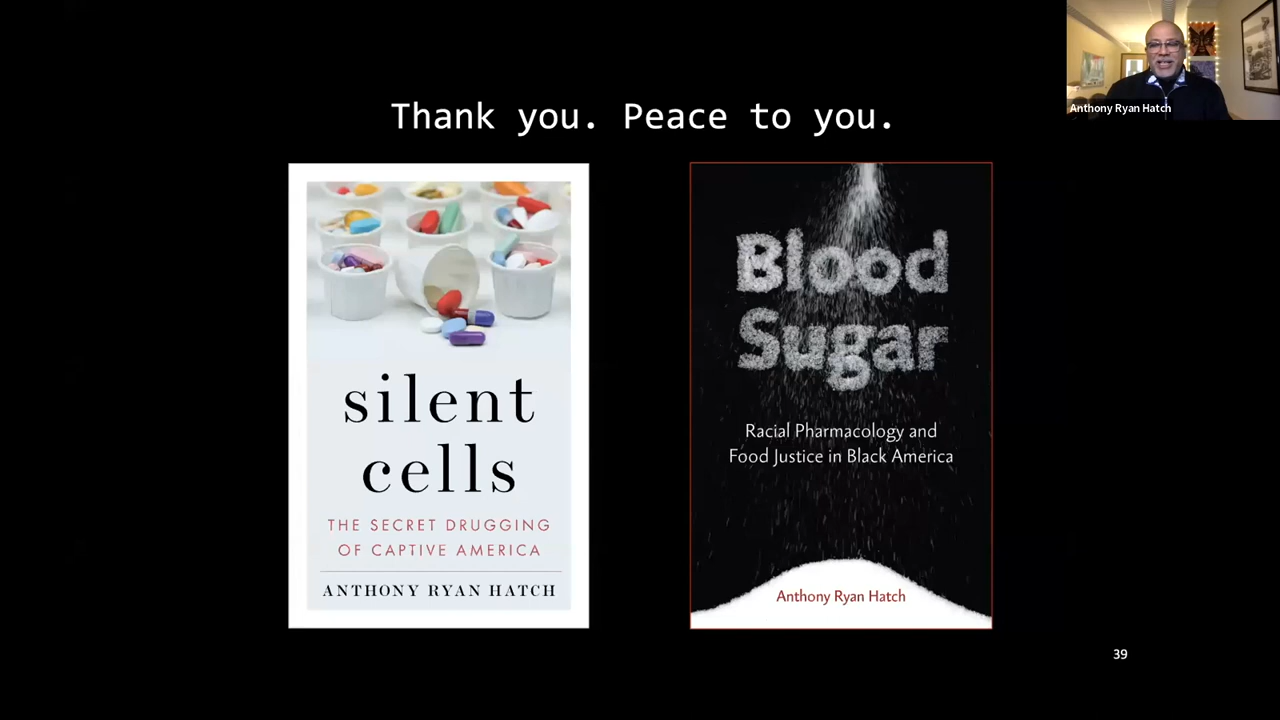 Anthony Ryan Hatch
Thank you. Peace to you.
silent
cells
THE SECRET DRUGGING
OF CAPTIVE AMERICA
ANTHONY RYAN HATCH
Blood
Sugar
Racial Pharmacology and
Food Justice in Black America
Anthony Ryan Hatch
39